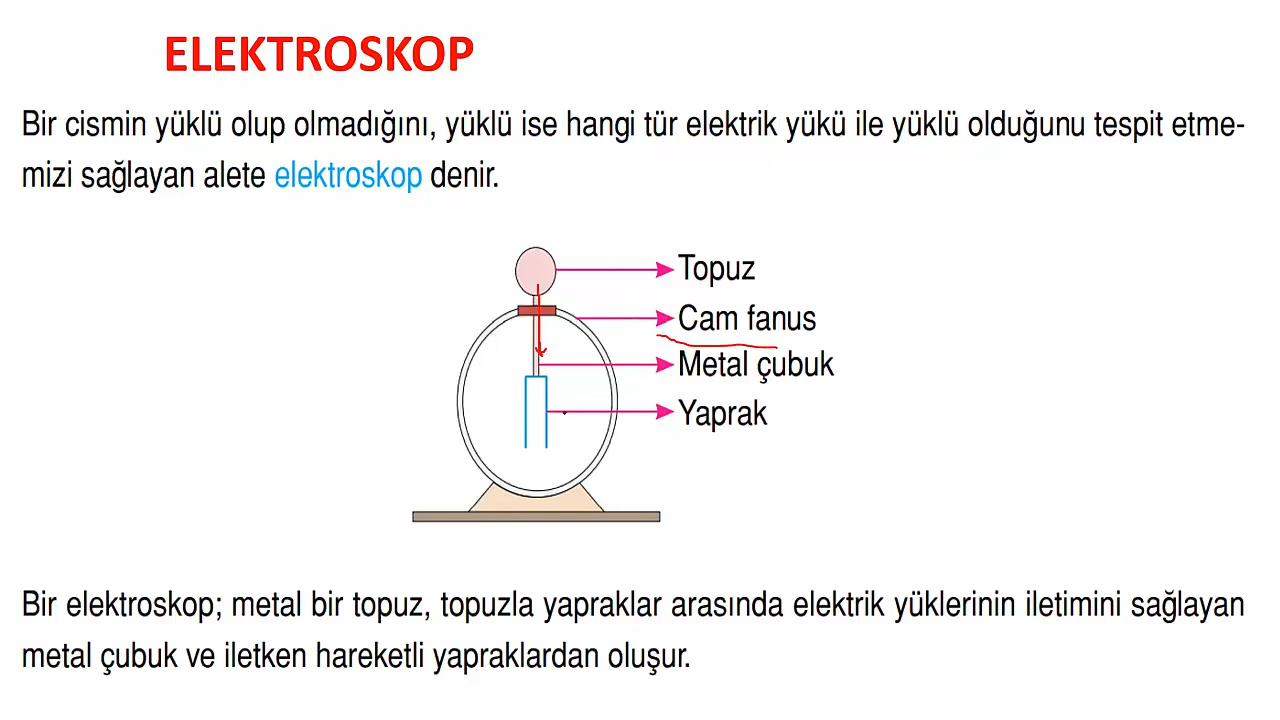 ELEKTROSKOP
Bir cismin yüklü olup olmadığını, yüklü ise hangi tür elektrik yükü ile yüklü olduğunu tespit etme-
mizi sağlayan alete elektroskop denir.
Topuz
Cam fanus
Metal çubuk
Yaprak
Bir elektroskop; metal bir topuz, topuzla yapraklar arasında elektrik yüklerinin iletimini sağlayan
metal çubuk ve iletken hareketli yapraklardan oluşur.